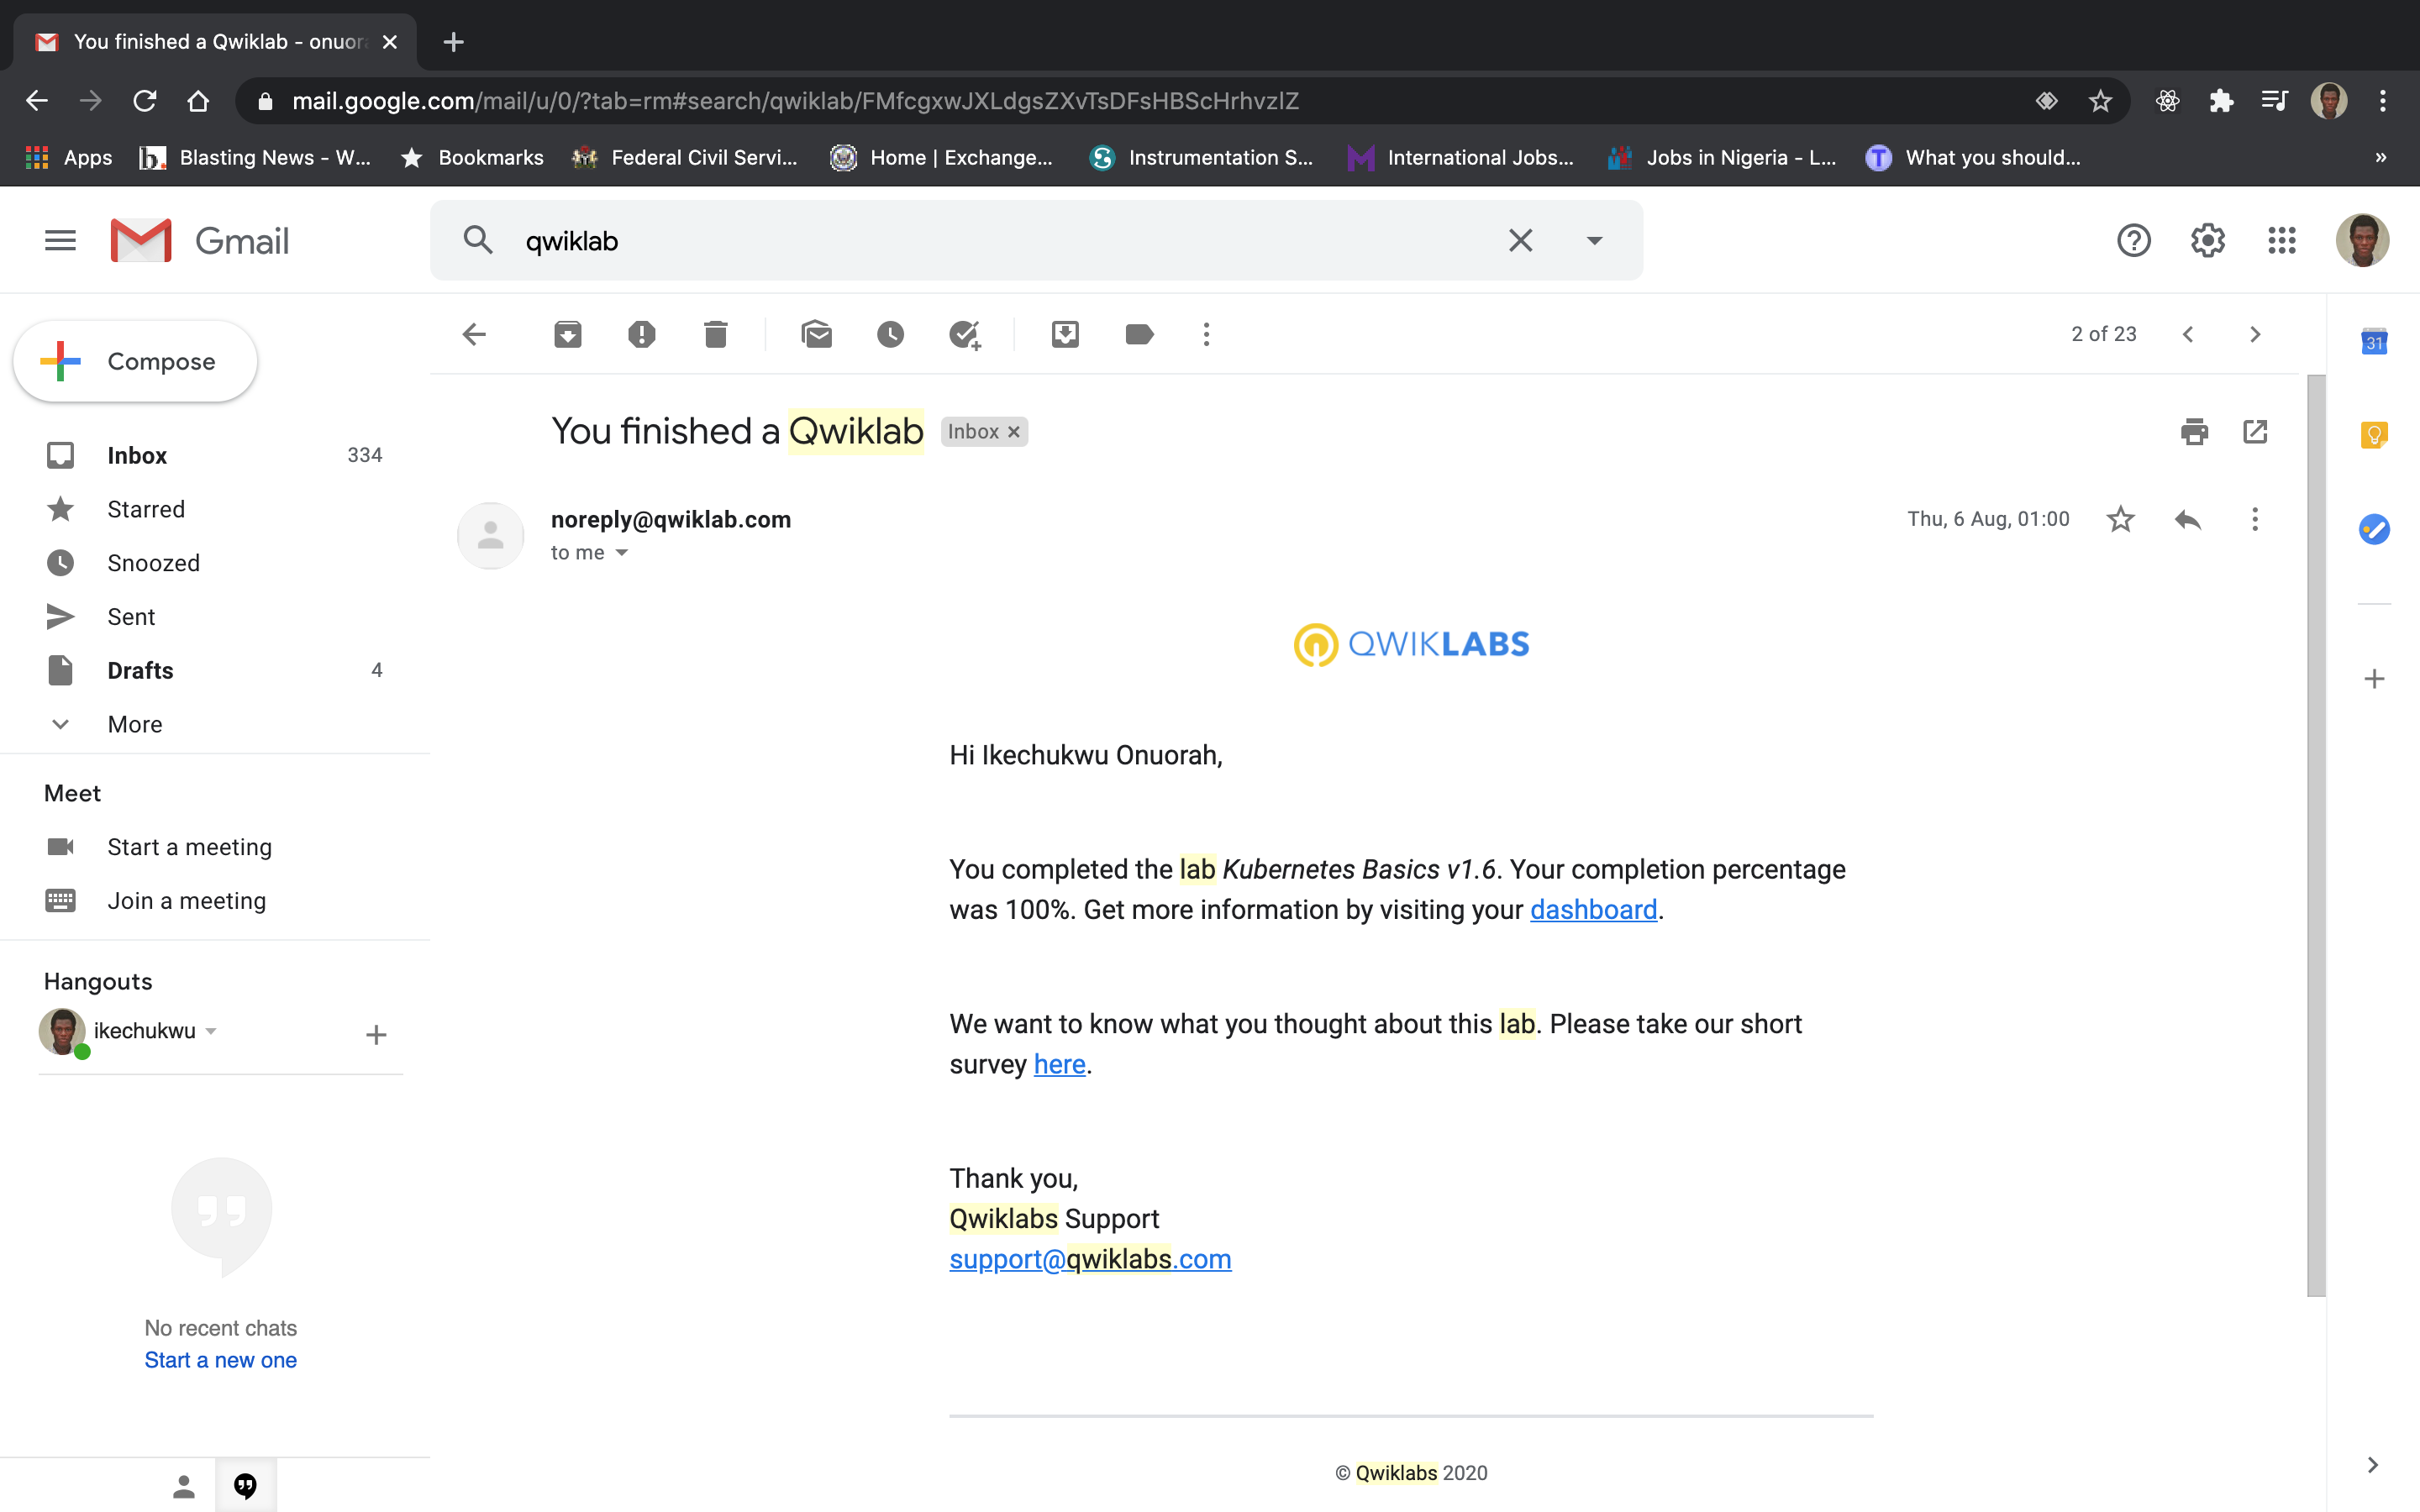 You finished a Qwiklab - onuor
mail.google.com/mail/u/0/?tab=rm#search/qwiklab/FMfcgxwJXLdgsZXvTsDFsHBScHrhvzlZ
Apps
b.
Blasting News - W...
Bookmarks
Federal Civil Servi...
Home | Exchange...
Instrumentation S...
International Jobs...
Jobs in Nigeria - L...
T
What you should...
»
Gmail
qwiklab
Compose
2 of 23
31
You finished a Qwiklab
Inbox
Inbox 334
Starred
Snoozed
Sent
Drafts 4
More
Meet
Start a meeting
Join a meeting
Hangouts
ikechukwu
No recent chats
Start a new one
noreply@qwiklab.com
Thu, 6 Aug, 01:00
to me
QWIKLABS
Hi Ikechukwu Onuorah,
You completed the lab Kubernetes Basics v1.6. Your completion percentage
was 100%. Get more information by visiting your dashboard.
We want to know what you thought about this lab. Please take our short
survey here.
Thank you,
Qwiklabs Support
support@qwiklabs.com
© Qwiklabs 2020